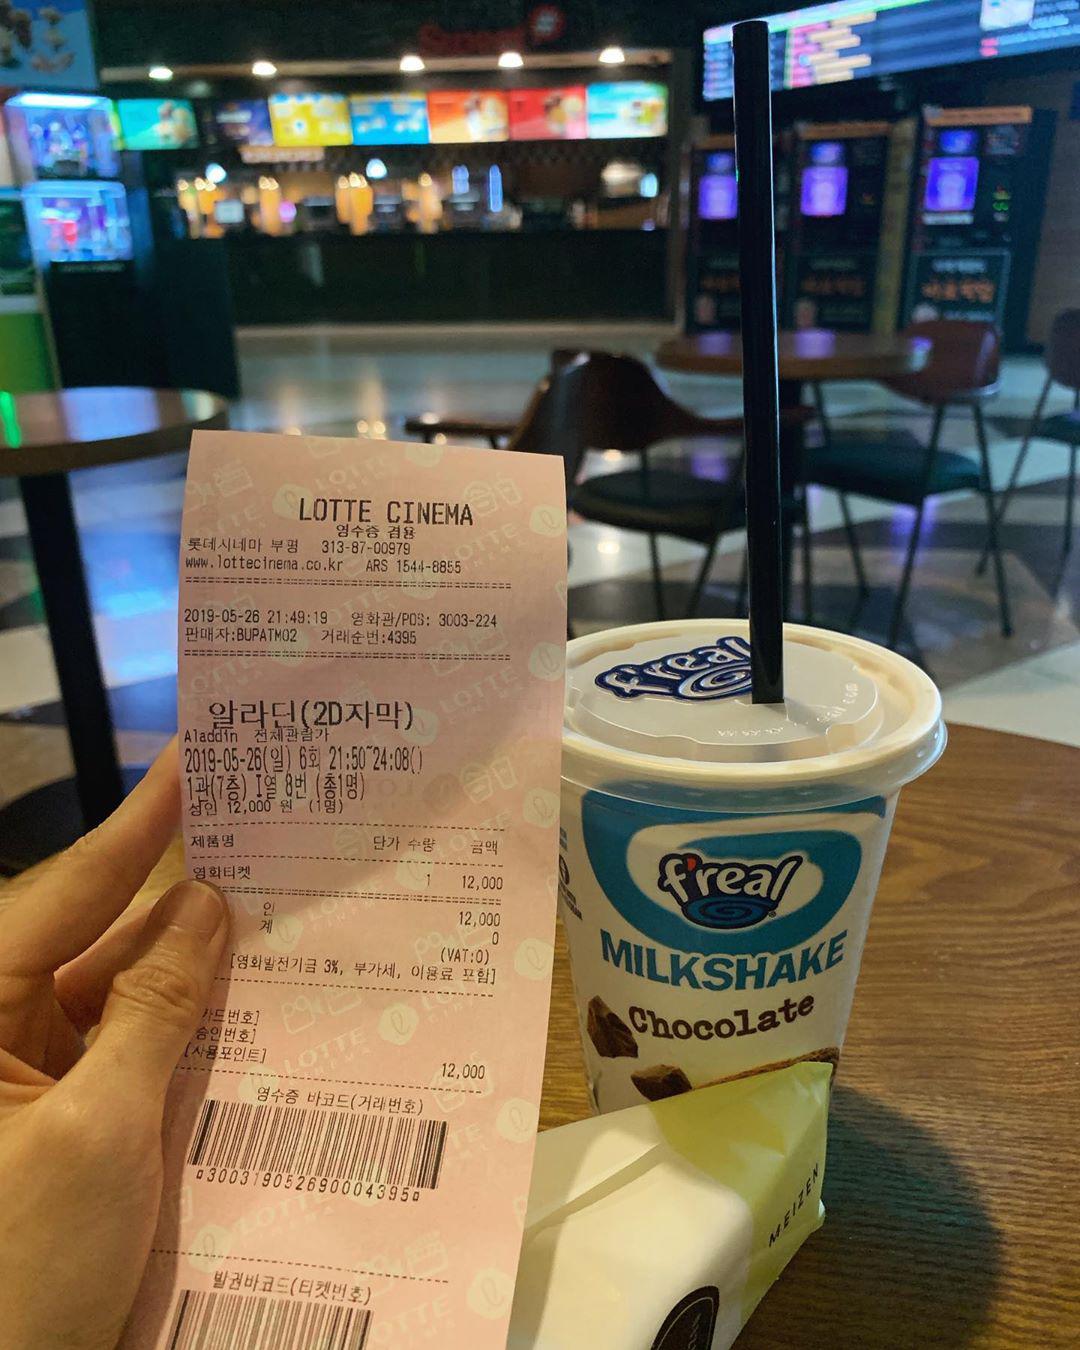 LOTTE CINEMA
영수증 겸용
롯데시네마 부평 313-87-00979
www.lottecinema.co.kr ARS 1544-8855
2019-05-26 21:49:19 영화관/POS: 3003-224
판매자:BUPATM02 거래순번:4395
알라딘(2D자막)
Aladdin 전체관람가
2019-05-26(일) 6회 21:50~24:08()
1관(7층) I열 8번 (총1명)
성인 12,000 원 (1명)
제품명 단가 수량 금액
영화티켓 1 12,000
인 12,000
계 0
(VAT:0)
[영화발전기금 3%, 부가세, 이용료 포함]
카드번호]
승인번호]
[사용포인트]
12,000
영수증 바코드(거래번호)
¤300319052690004395¤
발권바코드(티켓번호)
f'real
f'real
MILKSHAKE
Chocolate
MEIZEN